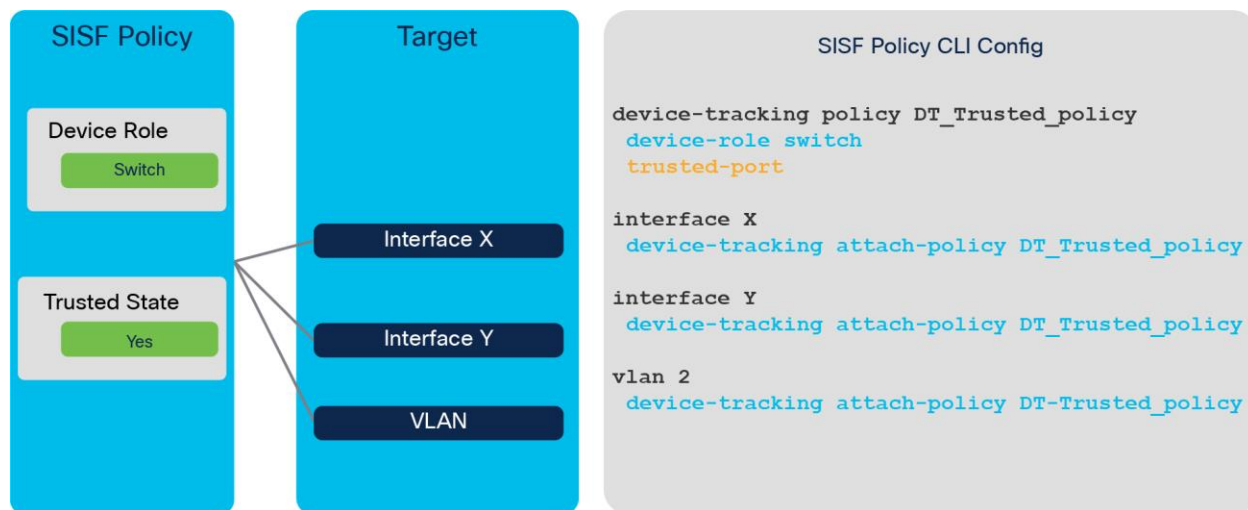 SISF Policy
Device Role
Switch
Trusted State
Yes
Target
Interface X
Interface Y
VLAN
SISF Policy CLI Config
device-tracking policy DT_Trusted_policy
device-role switch
trusted-port
interface X
device-tracking attach-policy DT_Trusted_policy
interface Y
device-tracking attach-policy DT_Trusted_policy
vlan 2
device-tracking attach-policy DT-Trusted_policy